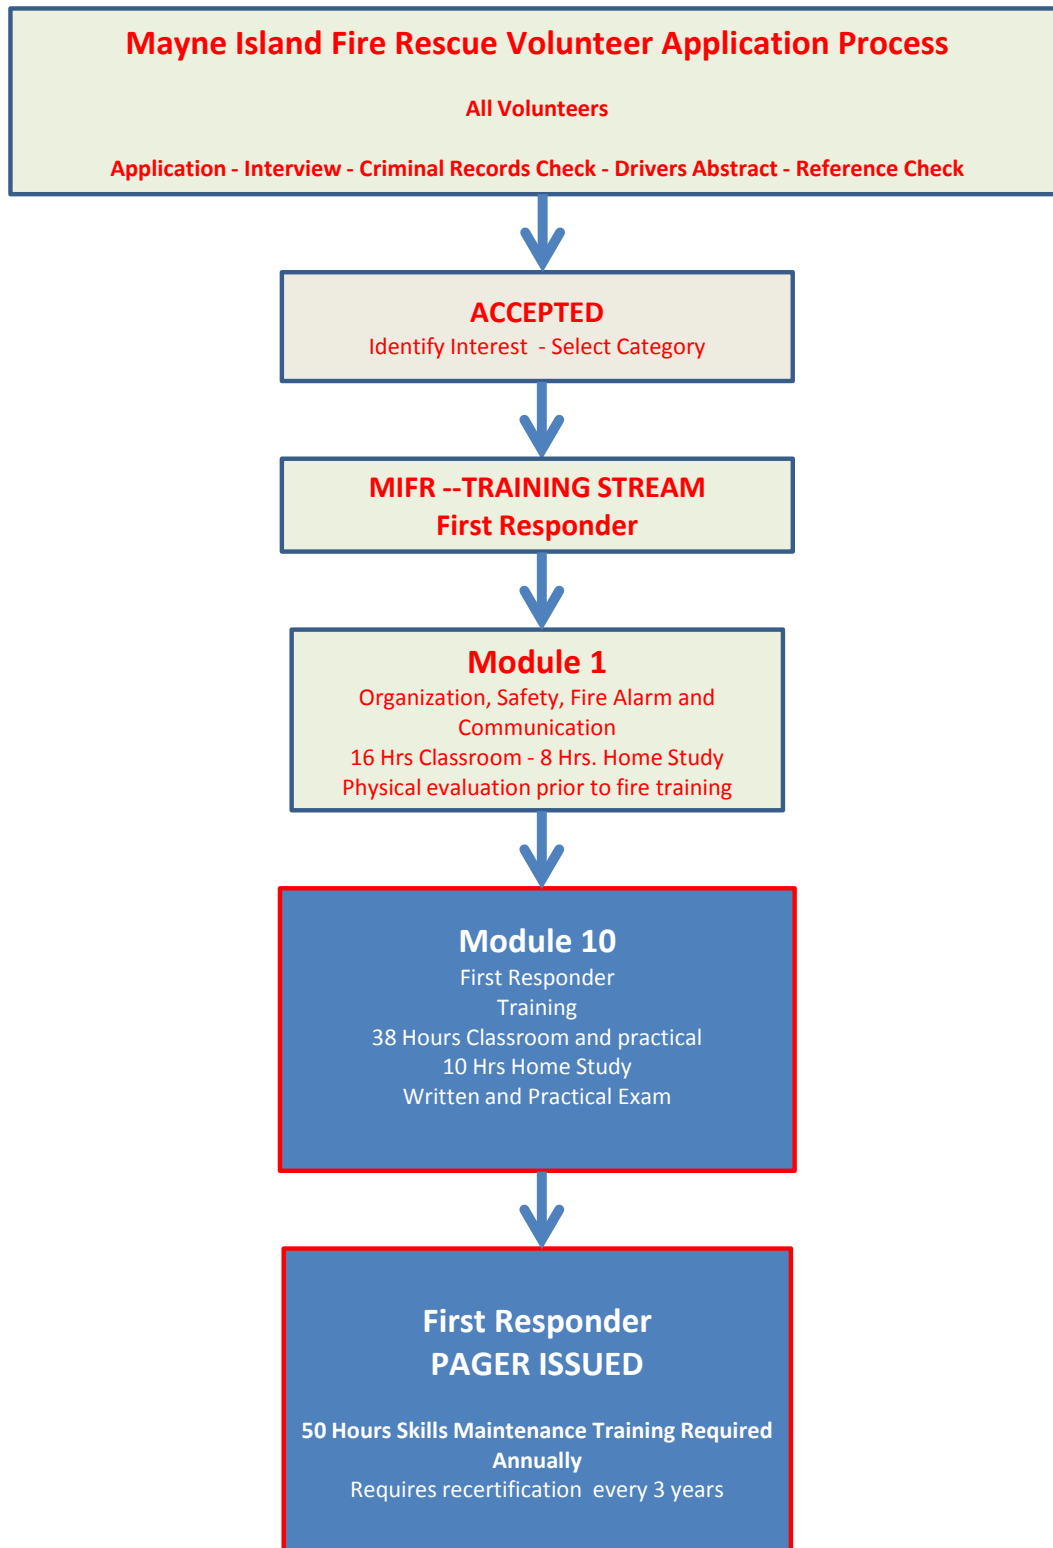 Mayne Island Fire Rescue Volunteer Application Process
All Volunteers
Application - Interview - Criminal Records Check - Drivers Abstract - Reference Check
ACCEPTED
Identify Interest  - Select Category
MIFR --TRAINING STREAM
First Responder
Module 1
Organization, Safety, Fire Alarm and
Communication
16 Hrs Classroom - 8 Hrs. Home Study
Physical evaluation prior to fire training
Module 10
First Responder
Training
38 Hours Classroom and practical
10 Hrs Home Study
Written and Practical Exam
First Responder
PAGER ISSUED
50 Hours Skills Maintenance Training Required
Annually
Requires recertification  every 3 years